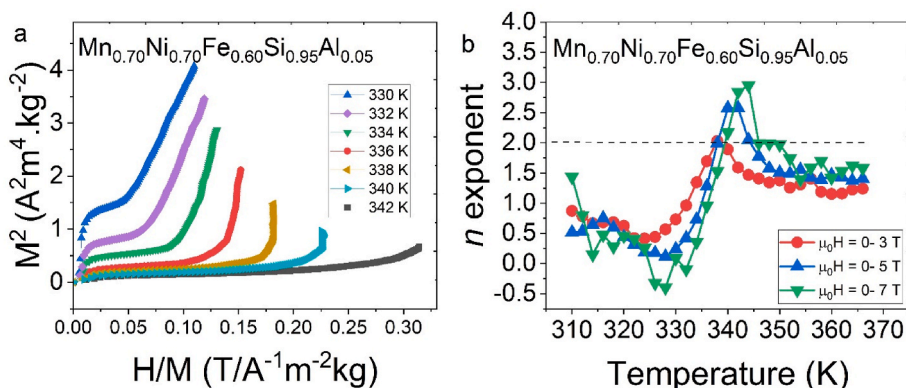 a
Mn0.70Ni0.70Fe0.60Si0.95Al0.05
M2 (A2m4.kg-2)
4
3
2
1
0
330 K
332 K
334 K
336 K
338 K
340 K
342 K
0.00 0.05 0.10 0.15 0.20 0.25 0.30
H/M (T/A-1m-2kg)
b
Mn0.70Ni0.70Fe0.60Si0.95Al0.05
n exponent
4.0
3.5
3.0
2.5
2.0
1.5
1.0
0.5
0.0
-0.5
μ0H = 0- 3 T
μ0H = 0- 5 T
μ0H = 0- 7 T
310 320 330 340 350 360 370
Temperature (K)